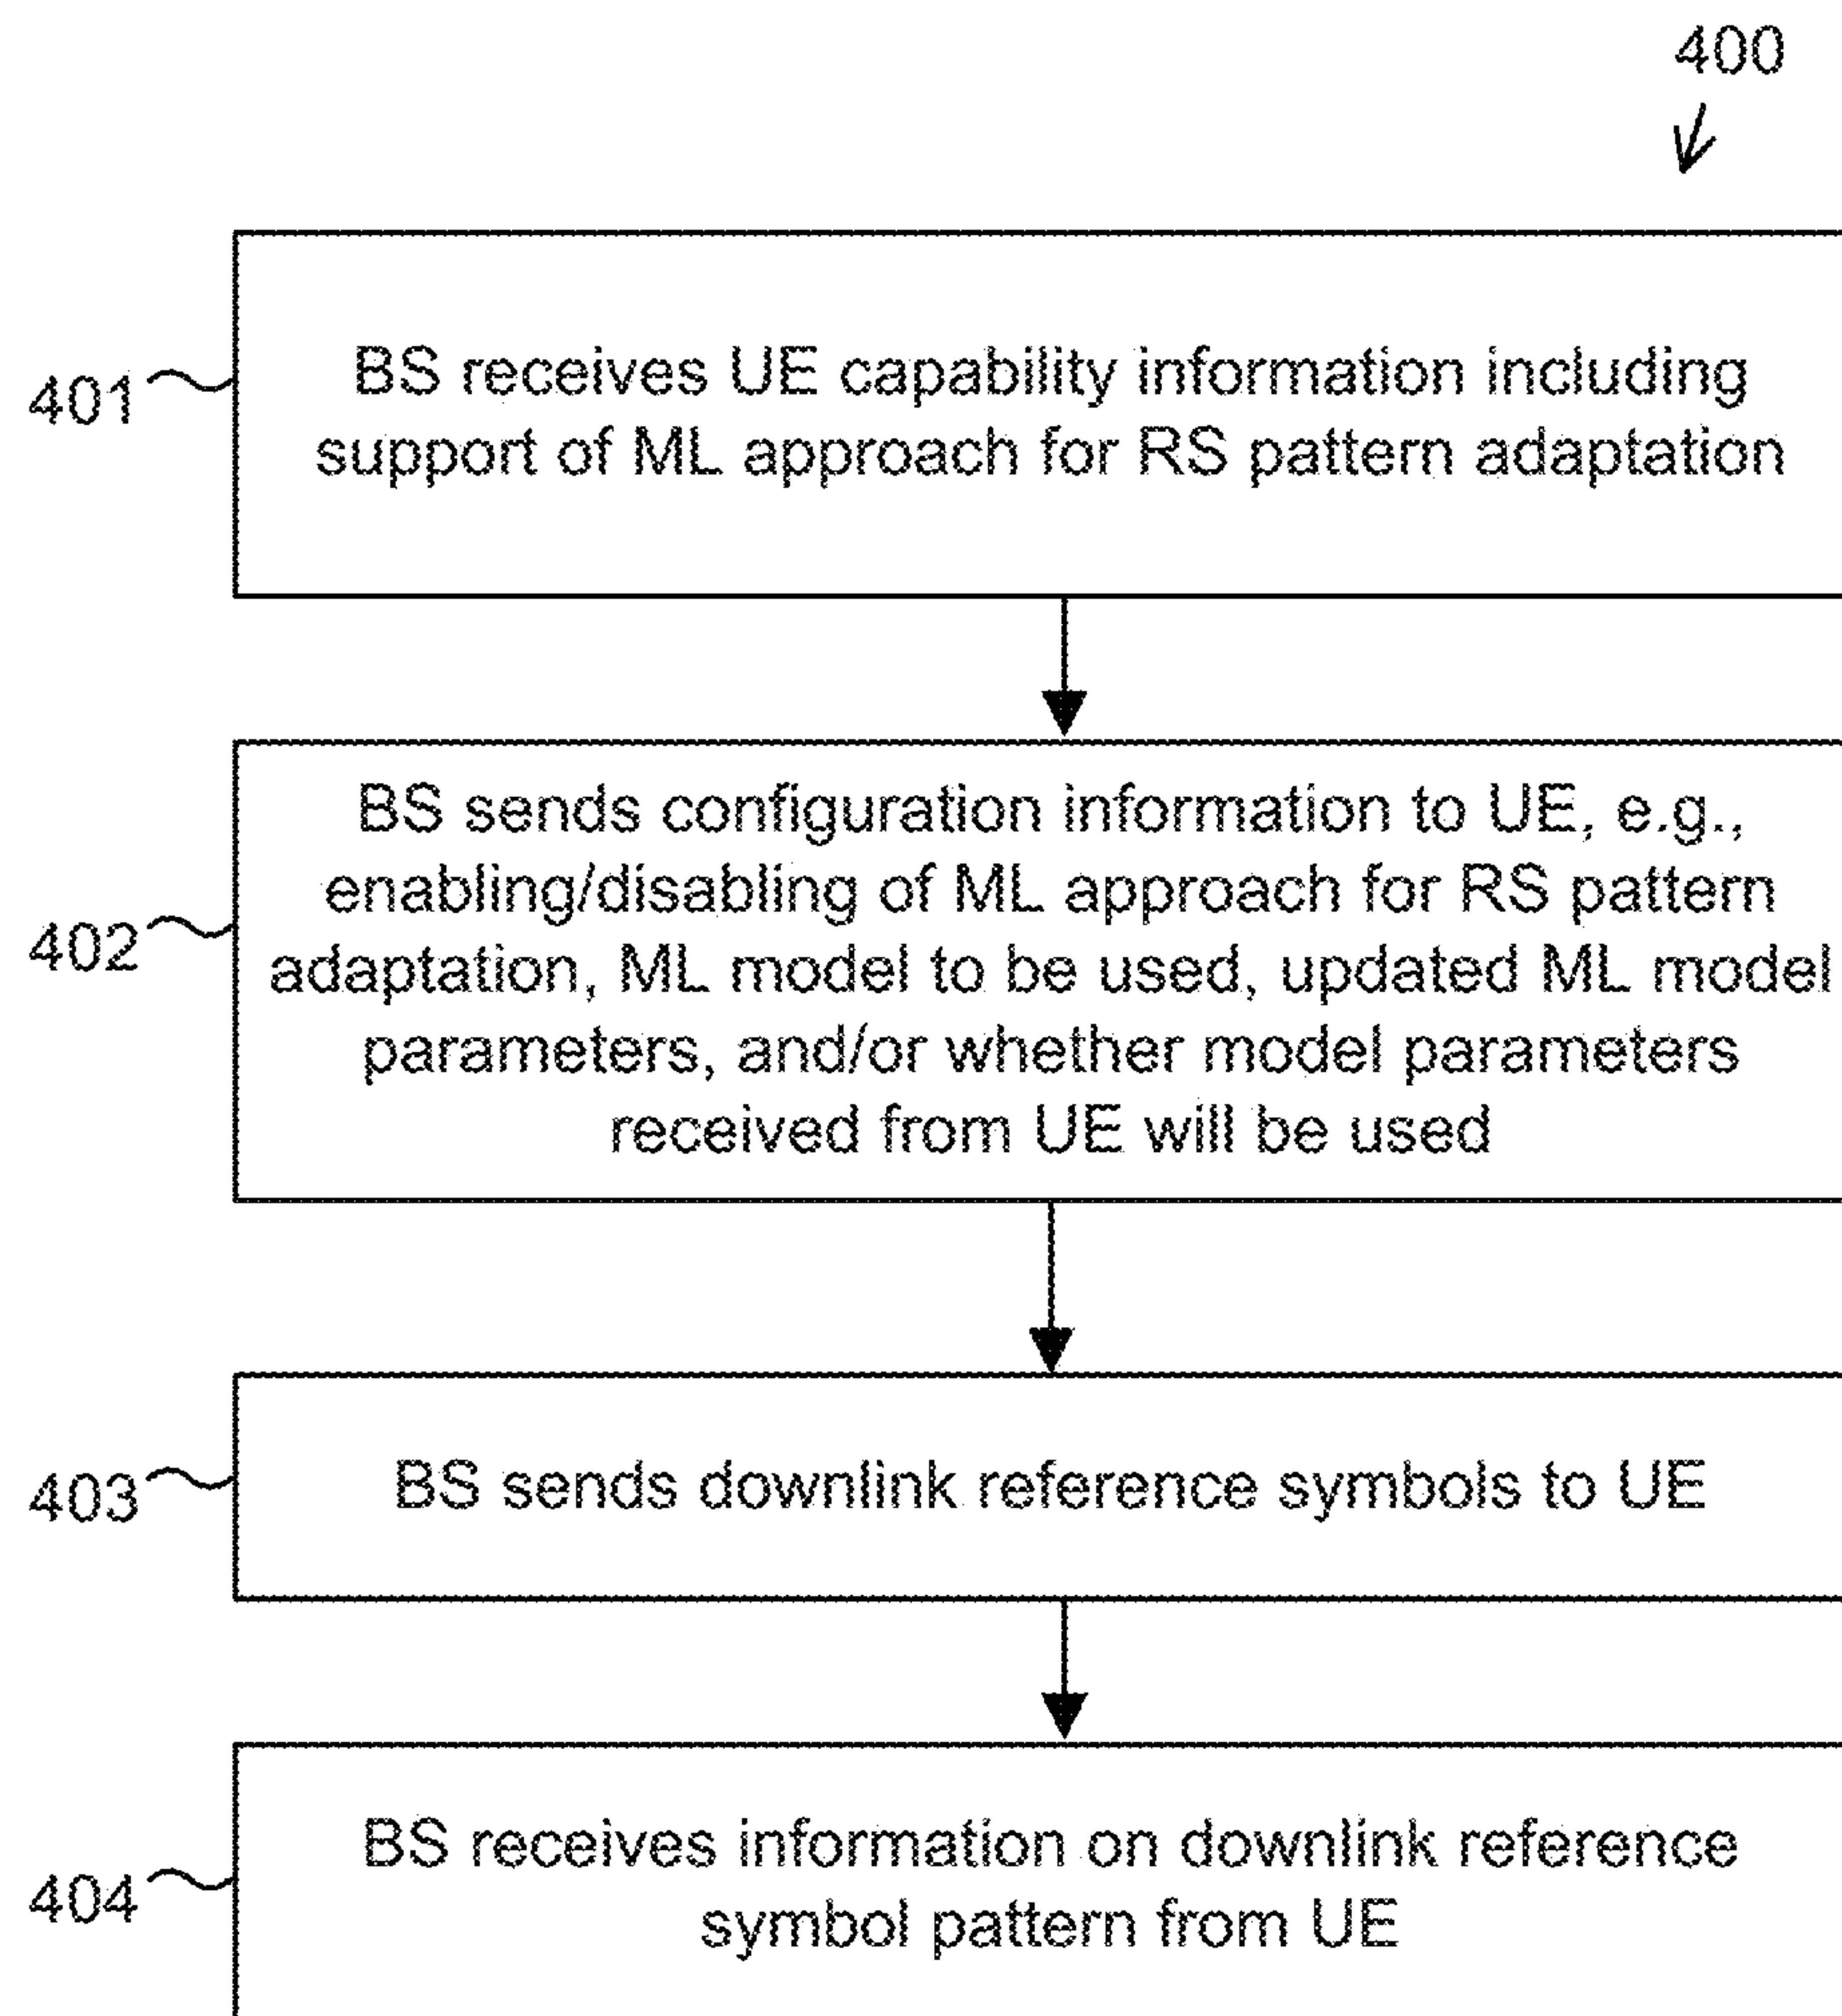 400
401
BS receives UE capability information including
support of ML approach for RS pattern adaptation
402
BS sends configuration information to UE, e.g.,
enabling/disabling of ML approach for RS pattern
adaptation, ML model to be used, updated ML model
parameters, and/or whether model parameters
received from UE will be used
403
BS sends downlink reference symbols to UE
404
BS receives information on downlink reference
symbol pattern from UE